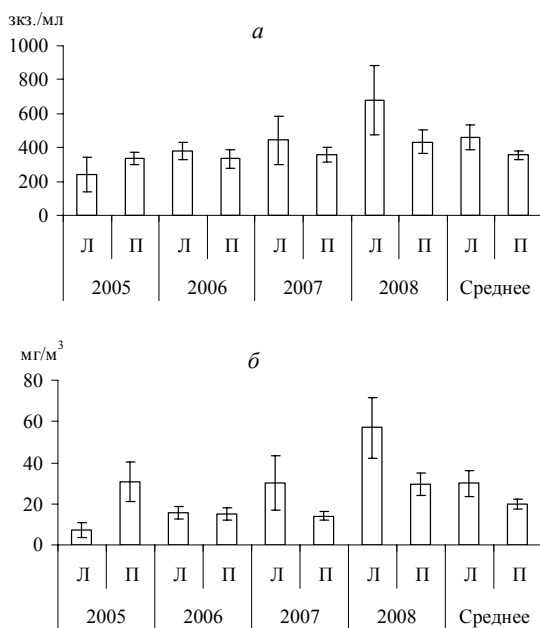 зкз./мл
а
1000
800
600
400
200
0
Л П Л П Л П Л П Л П
2005 2006 2007 2008 Среднее
мг/м³
б
80
60
40
20
0
Л П Л П Л П Л П Л П
2005 2006 2007 2008 Среднее